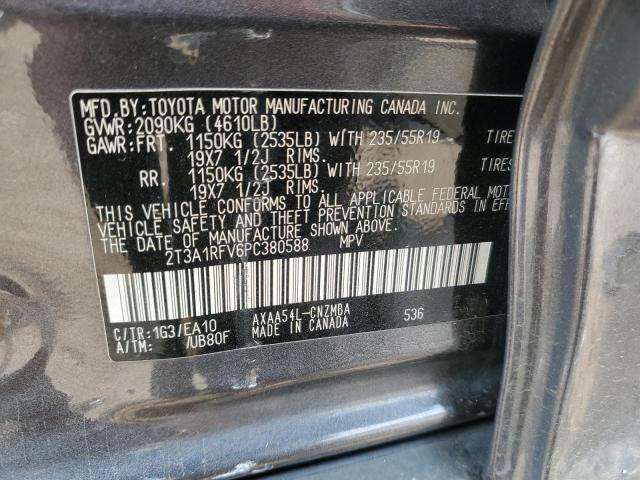 MFD.BY:TOYOTA MOTOR MANUFACTURING CANADA INC.
GVWR:2090KG (4610LB)
GAWR:FRT. 1150KG (2535LB) WITH 235/55R19 TIRE
19X7 1/2J RIMS.
RR. 1150KG (2535LB) WITH 235/55R19 TIRES
19X7 1/2J RIMS.
THIS VEHICLE CONFORMS TO ALL APPLICABLE FEDERAL MOT
VEHICLE SAFETY AND THEFT PREVENTION STANDARDS IN EFF
ON THE DATE OF MANUFACTURE SHOWN ABOVE.
2T3A1RFV6PC380588 MPV
C/TR:1G3/EA10 AXAA54L-CNZMBA 536
A/TM: /UB80F MADE IN CANADA